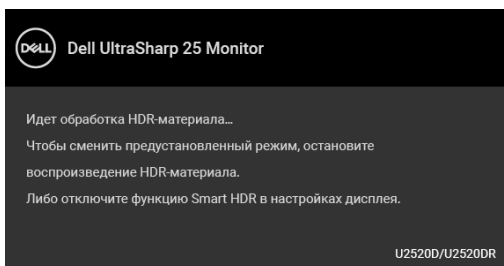 DELL
Dell UltraSharp 25 Monitor
Идет обработка HDR-материала...
Чтобы сменить предустановленный режим, остановите
воспроизведение HDR-материала.
Либо отключите функцию Smart HDR в настройках дисплея.
U2520D/U2520DR